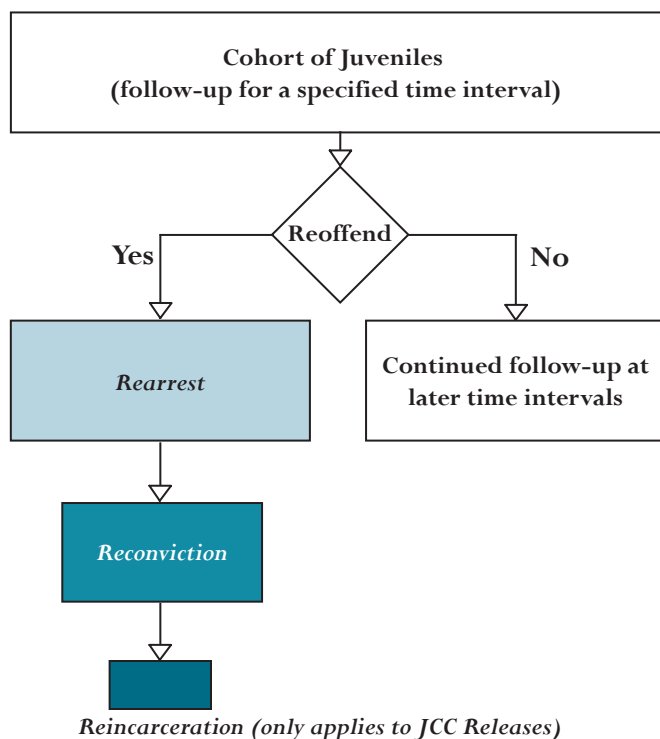 Cohort of Juveniles
(follow-up for a specified time interval)
Reoffend
Yes
No
Rearrest
Continued follow-up at
later time intervals
Reconviction
Reincarceration (only applies to JCC Releases)